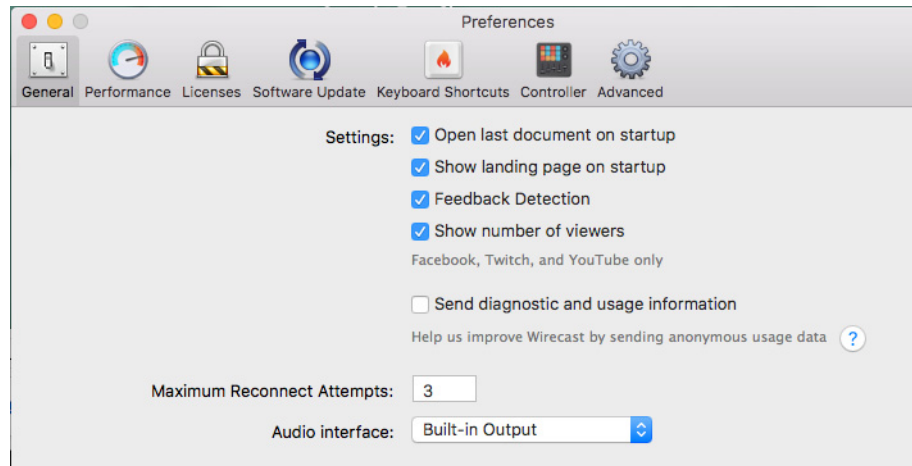 Preferences
General Performance Licenses Software Update Keyboard Shortcuts Controller Advanced
Settings: Open last document on startup
Show landing page on startup
Feedback Detection
Show number of viewers
Facebook, Twitch, and YouTube only
Send diagnostic and usage information
Help us improve Wirecast by sending anonymous usage data ?
Maximum Reconnect Attempts: 3
Audio interface: Built-in Output